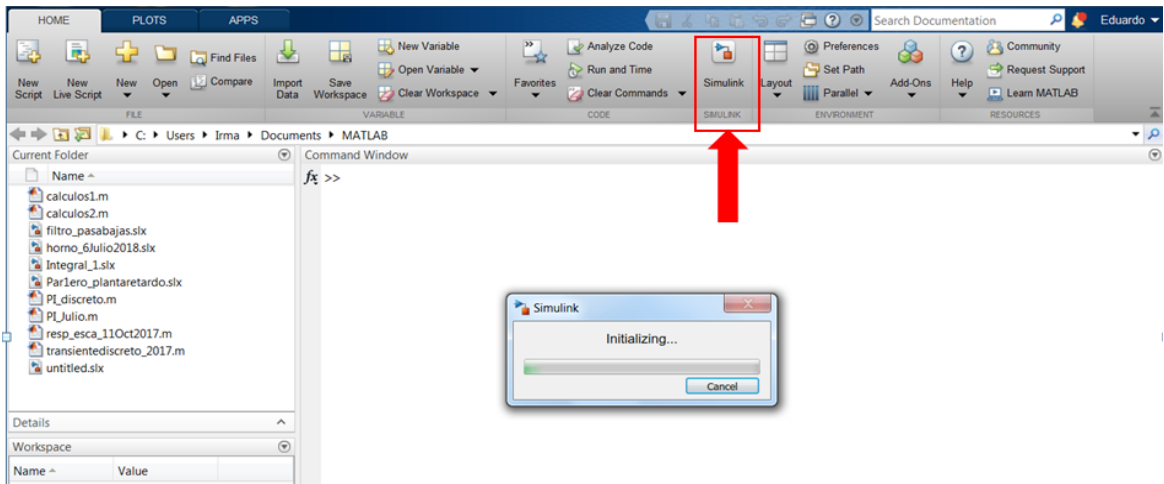 HOME PLOTS APPS Search Documentation Eduardo
New Script New Live Script New Open Find Files Compare
FILE
Import Data Save Workspace New Variable Open Variable Clear Workspace
VARIABLE
Favorites Analyze Code Run and Time Clear Commands
CODE
Simulink
SIMULINK
Layout Preferences Set Path Parallel Add-Ons
ENVIRONMENT
Help Community Request Support Learn MATLAB
RESOURCES
C: Users Irma Documents MATLAB
Current Folder
Name
calculos1.m
calculos2.m
filtro_pasabajas.slx
horno_6Julio2018.slx
Integral_1.slx
Par1ero_plantaretardo.slx
PI_discreto.m
PI_Julio.m
resp_esca_11Oct2017.m
transientediscreto_2017.m
untitled.slx
Details
Workspace
Name Value
Command Window
fx >>
Simulink
Initializing...
Cancel